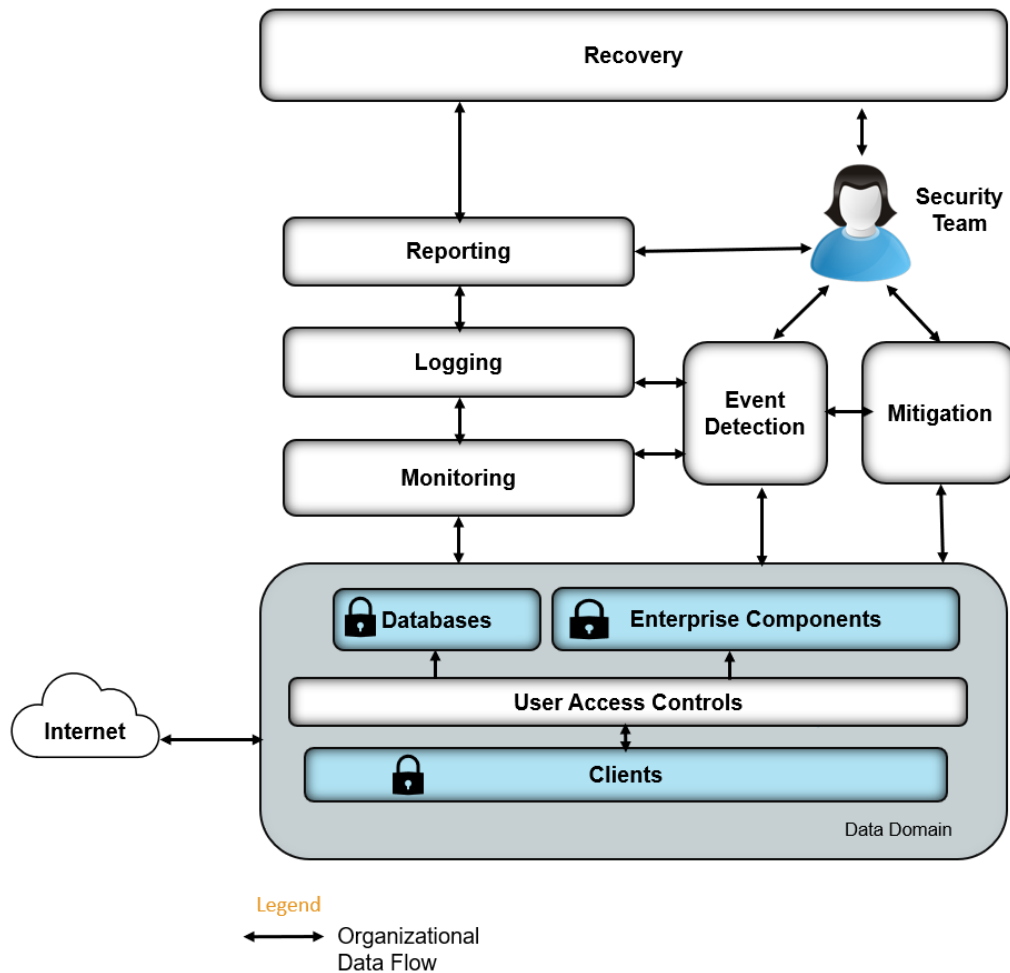 Recovery
Security
Team
Reporting
Logging
Event
Detection
Mitigation
Monitoring
Databases
Enterprise Components
User Access Controls
Internet
Clients
Data Domain
Legend
Organizational
Data Flow